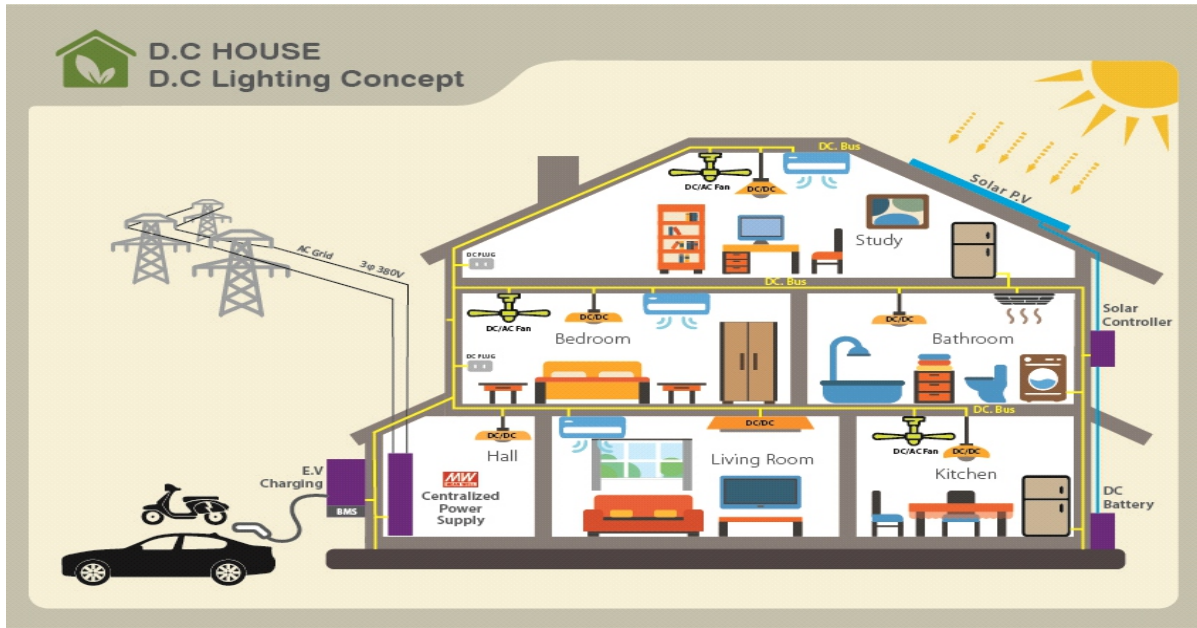 D.C HOUSE
D.C Lighting Concept
DC. Bus
DC/AC Fan
DC/DC
Solar P.V
Study
AC Grid
3φ 380V
DC PLUG
DC. Bus
DC/AC Fan
DC/DC
Bedroom
DC PLUG
DC/DC
Bathroom
Solar
Controller
DC. Bus
DC/DC
Hall
DC/DC
Living Room
DC/AC Fan
DC/DC
Kitchen
E.V
Charging
BMS
MW
Centralized
Power
Supply
DC
Battery